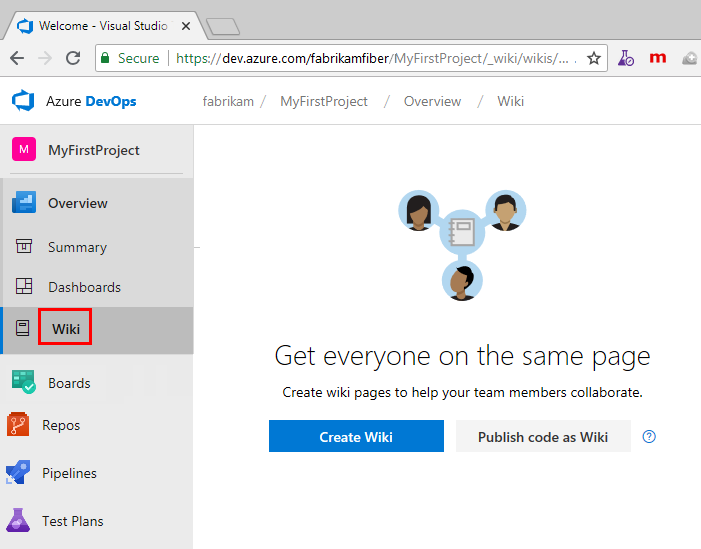 Welcome - Visual Studio
Secure https://dev.azure.com/fabrikamfiber/MyFirstProject/_wiki/wikis/... m
Azure DevOps fabrikam / MyFirstProject / Overview / Wiki
M MyFirstProject
Overview
Summary
Dashboards
Wiki
Boards
Repos
Pipelines
Test Plans
Get everyone on the same page
Create wiki pages to help your team members collaborate.
Create Wiki Publish code as Wiki ?